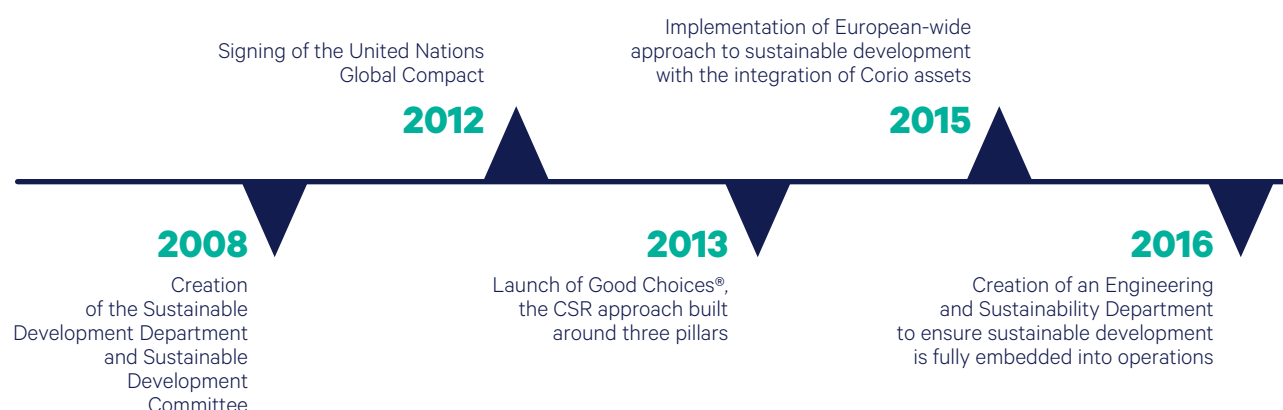 Signing of the United Nations
Global Compact
2012
Implementation of European-wide
approach to sustainable development
with the integration of Corio assets
2015
2008
Creation
of the Sustainable
Development Department
and Sustainable
Development
Committee
2013
Launch of Good Choices®,
the CSR approach built
around three pillars
2016
Creation of an Engineering
and Sustainability Department
to ensure sustainable development
is fully embedded into operations